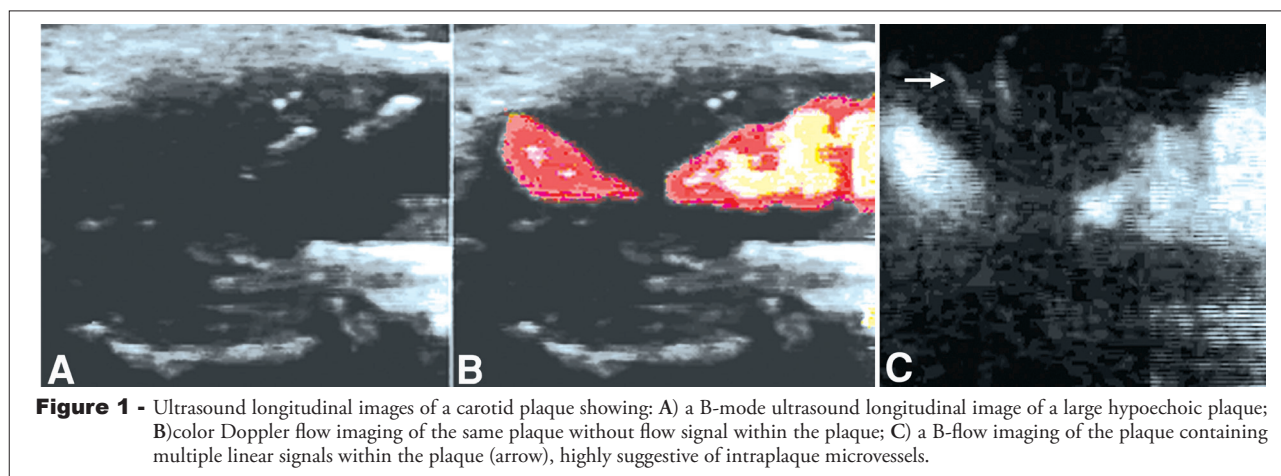 A
B
C
Figure 1 - Ultrasound longitudinal images of a carotid plaque showing: A) a B-mode ultrasound longitudinal image of a large hypoechoic plaque;
B)color Doppler flow imaging of the same plaque without flow signal within the plaque; C) a B-flow imaging of the plaque containing
multiple linear signals within the plaque (arrow), highly suggestive of intraplaque microvessels.